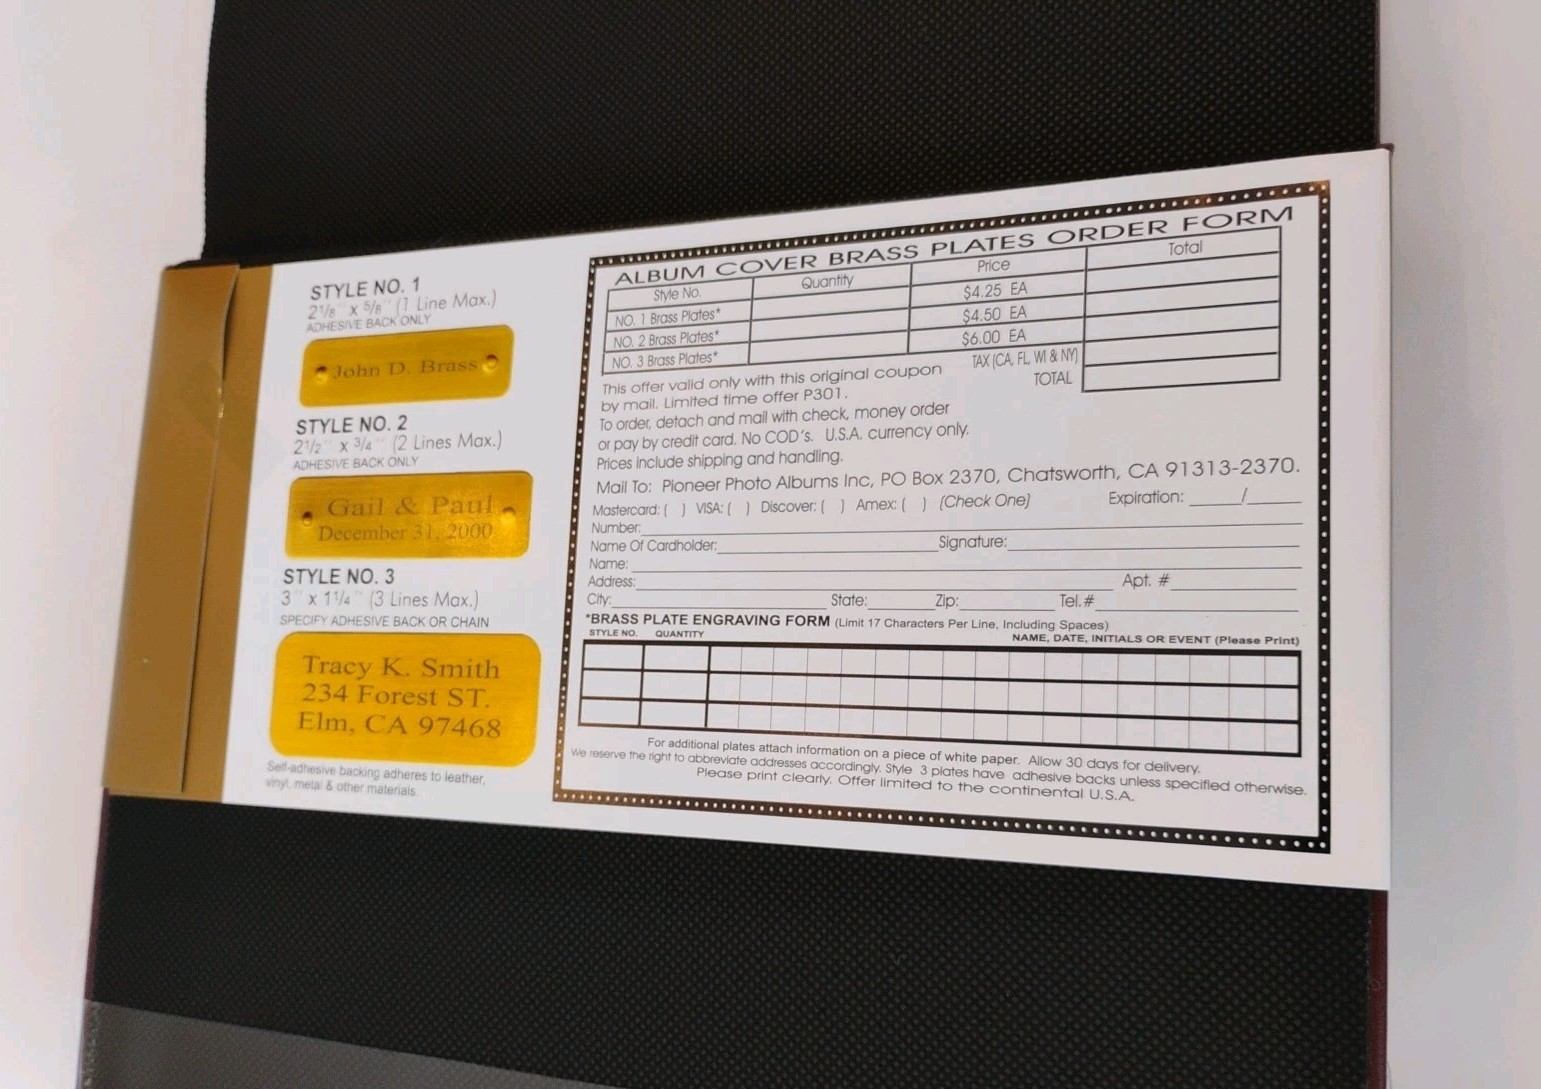 STYLE NO. 1
2 1/8" x 5/8" (1 Line Max.)
ADHESIVE BACK ONLY
John D. Brass
STYLE NO. 2
2 1/2" x 3/4" (2 Lines Max.)
ADHESIVE BACK ONLY
Gail & Paul
December 31, 2000
STYLE NO. 3
3" x 1 1/4" (3 Lines Max.)
SPECIFY ADHESIVE BACK OR CHAIN
Tracy K. Smith
234 Forest ST.
Elm, CA 97468
Self-adhesive backing adheres to leather,
vinyl, metal & other materials.
ALBUM COVER BRASS PLATES ORDER FORM
Style No. Quantity Price Total
NO. 1 Brass Plates* $4.25 EA
NO. 2 Brass Plates* $4.50 EA
NO. 3 Brass Plates* $6.00 EA
TAX (CA, FL, WI & NY)
TOTAL
This offer valid only with this original coupon
by mail. Limited time offer P301.
To order, detach and mail with check, money order
or pay by credit card. No COD's. U.S.A. currency only.
Prices include shipping and handling.
Mail To: Pioneer Photo Albums Inc, PO Box 2370, Chatsworth, CA 91313-2370.
Mastercard: ( ) VISA: ( ) Discover: ( ) Amex: ( ) (Check One) Expiration: ____/____
Number:
Name Of Cardholder: Signature:
Name:
Address: Apt. #
City: State: Zip: Tel.#
*BRASS PLATE ENGRAVING FORM (Limit 17 Characters Per Line, Including Spaces)
STYLE NO. QUANTITY NAME, DATE, INITIALS OR EVENT (Please Print)
For additional plates attach information on a piece of white paper. Allow 30 days for delivery.
We reserve the right to abbreviate addresses accordingly. Style 3 plates have adhesive backs unless specified otherwise.
Please print clearly. Offer limited to the continental U.S.A.